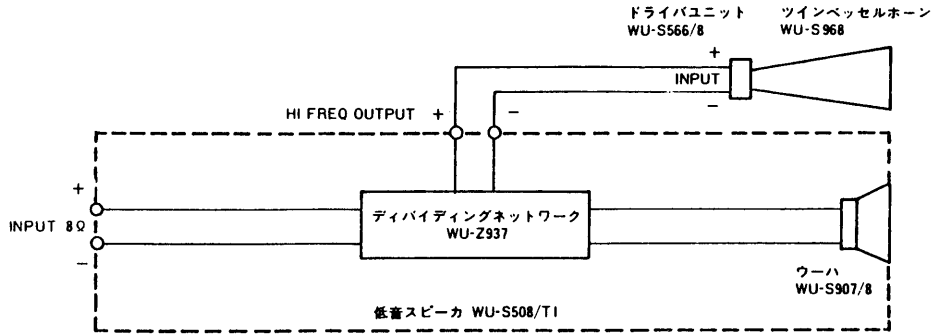 ドライバユニット
WU-S566/8
ツインベッセルホーン
WU-S968
+
INPUT
−
HI FREQ OUTPUT + −
+
INPUT 8Ω
−
ディバイディングネットワーク
WU-Z937
ウーハ
WU-S907/8
低音スピーカ WU-S508/TI